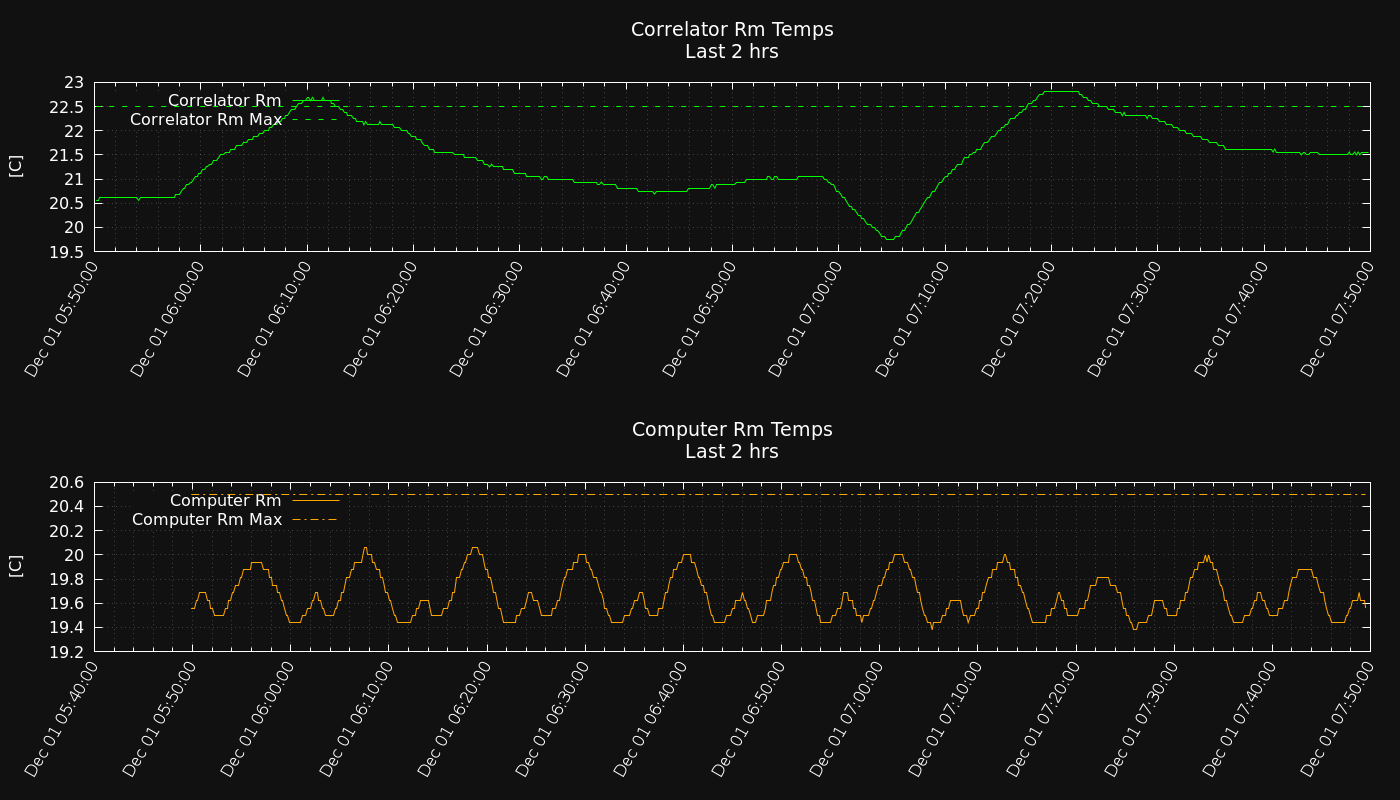 Correlator Rm Temps
Last 2 hrs
23
22.5
22
21.5
21
20.5
20
19.5
[C]
Correlator Rm
Correlator Rm Max
Dec 01 05:50:00
Dec 01 06:00:00
Dec 01 06:10:00
Dec 01 06:20:00
Dec 01 06:30:00
Dec 01 06:40:00
Dec 01 06:50:00
Dec 01 07:00:00
Dec 01 07:10:00
Dec 01 07:20:00
Dec 01 07:30:00
Dec 01 07:40:00
Dec 01 07:50:00
Computer Rm Temps
Last 2 hrs
20.6
20.4
20.2
20
19.8
19.6
19.4
19.2
[C]
Computer Rm
Computer Rm Max
Dec 01 05:40:00
Dec 01 05:50:00
Dec 01 06:00:00
Dec 01 06:10:00
Dec 01 06:20:00
Dec 01 06:30:00
Dec 01 06:40:00
Dec 01 06:50:00
Dec 01 07:00:00
Dec 01 07:10:00
Dec 01 07:20:00
Dec 01 07:30:00
Dec 01 07:40:00
Dec 01 07:50:00